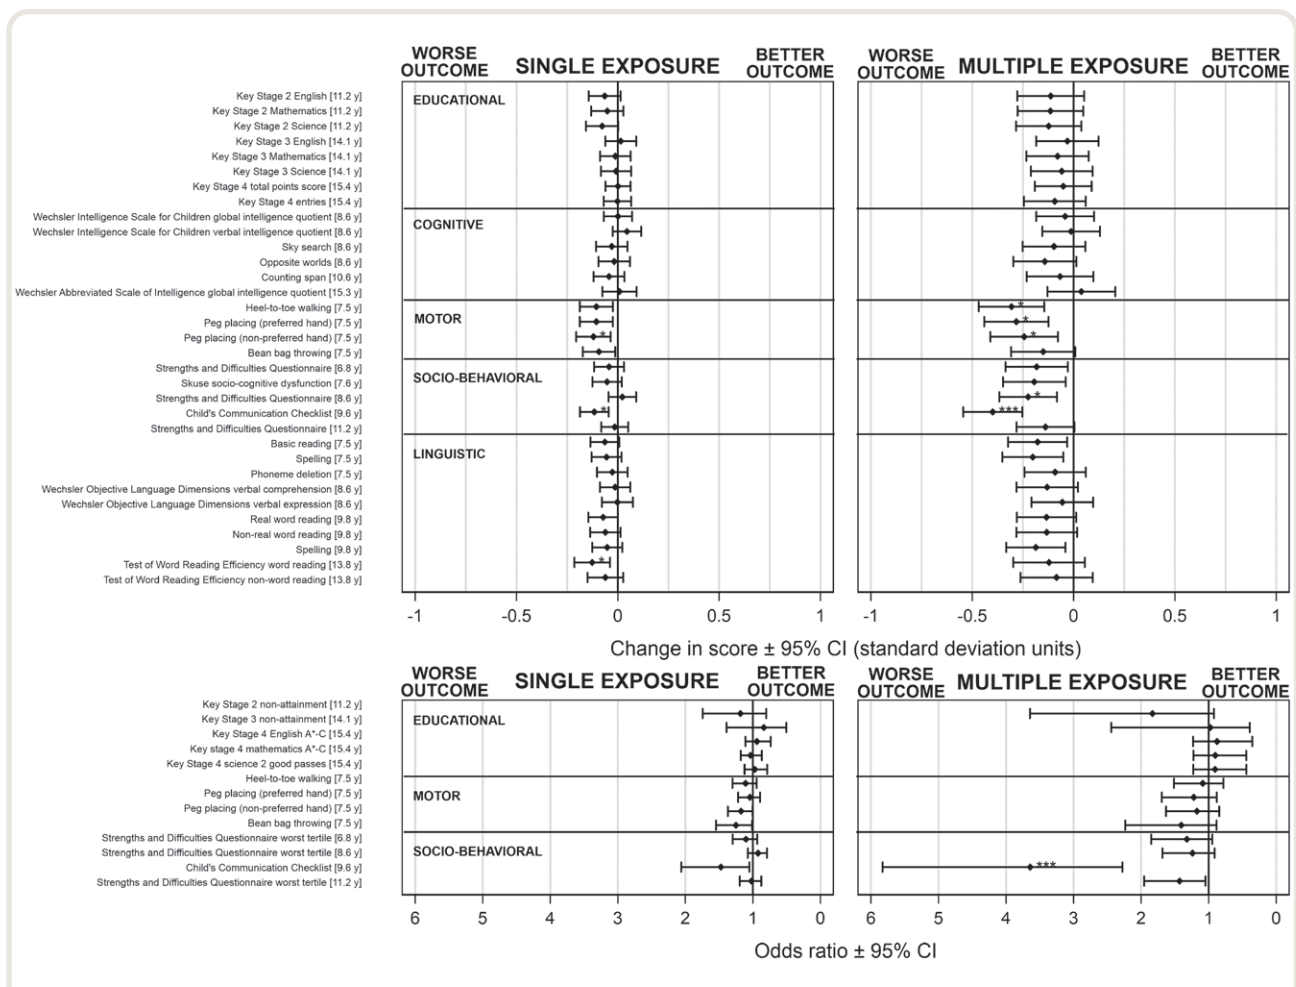 WORSE OUTCOME SINGLE EXPOSURE BETTER OUTCOME WORSE OUTCOME MULTIPLE EXPOSURE BETTER OUTCOME
EDUCATIONAL
Key Stage 2 English [11.2 y]
Key Stage 2 Mathematics [11.2 y]
Key Stage 2 Science [11.2 y]
Key Stage 3 English [14.1 y]
Key Stage 3 Mathematics [14.1 y]
Key Stage 3 Science [14.1 y]
Key Stage 4 total points score [15.4 y]
Key Stage 4 entries [15.4 y]
COGNITIVE
Wechsler Intelligence Scale for Children global intelligence quotient [8.6 y]
Wechsler Intelligence Scale for Children verbal intelligence quotient [8.6 y]
Sky search [8.6 y]
Opposite worlds [8.6 y]
Counting span [10.6 y]
Wechsler Abbreviated Scale of Intelligence global intelligence quotient [15.3 y]
MOTOR
Heel-to-toe walking [7.5 y] *
Peg placing (preferred hand) [7.5 y] *
Peg placing (non-preferred hand) [7.5 y] * *
Bean bag throwing [7.5 y]
SOCIO-BEHAVIORAL
Strengths and Difficulties Questionnaire [6.8 y]
Skuse socio-cognitive dysfunction [7.6 y]
Strengths and Difficulties Questionnaire [8.6 y] *
Child's Communication Checklist [9.6 y] * ***
Strengths and Difficulties Questionnaire [11.2 y]
LINGUISTIC
Basic reading [7.5 y]
Spelling [7.5 y]
Phoneme deletion [7.5 y]
Wechsler Objective Language Dimensions verbal comprehension [8.6 y]
Wechsler Objective Language Dimensions verbal expression [8.6 y]
Real word reading [9.8 y]
Non-real word reading [9.8 y]
Spelling [9.8 y]
Test of Word Reading Efficiency word reading [13.8 y] *
Test of Word Reading Efficiency non-word reading [13.8 y]
-1 -0.5 0 0.5 1 -1 -0.5 0 0.5 1
Change in score ± 95% CI (standard deviation units)
WORSE OUTCOME SINGLE EXPOSURE BETTER OUTCOME WORSE OUTCOME MULTIPLE EXPOSURE BETTER OUTCOME
EDUCATIONAL
Key Stage 2 non-attainment [11.2 y]
Key Stage 3 non-attainment [14.1 y]
Key Stage 4 English A*-C [15.4 y]
Key stage 4 mathematics A*-C [15.4 y]
Key Stage 4 science 2 good passes [15.4 y]
MOTOR
Heel-to-toe walking [7.5 y]
Peg placing (preferred hand) [7.5 y]
Peg placing (non-preferred hand) [7.5 y]
Bean bag throwing [7.5 y]
SOCIO-BEHAVIORAL
Strengths and Difficulties Questionnaire worst tertile [6.8 y]
Strengths and Difficulties Questionnaire worst tertile [8.6 y]
Child's Communication Checklist [9.6 y] ***
Strengths and Difficulties Questionnaire worst tertile [11.2 y]
6 5 4 3 2 1 0 6 5 4 3 2 1 0
Odds ratio ± 95% CI